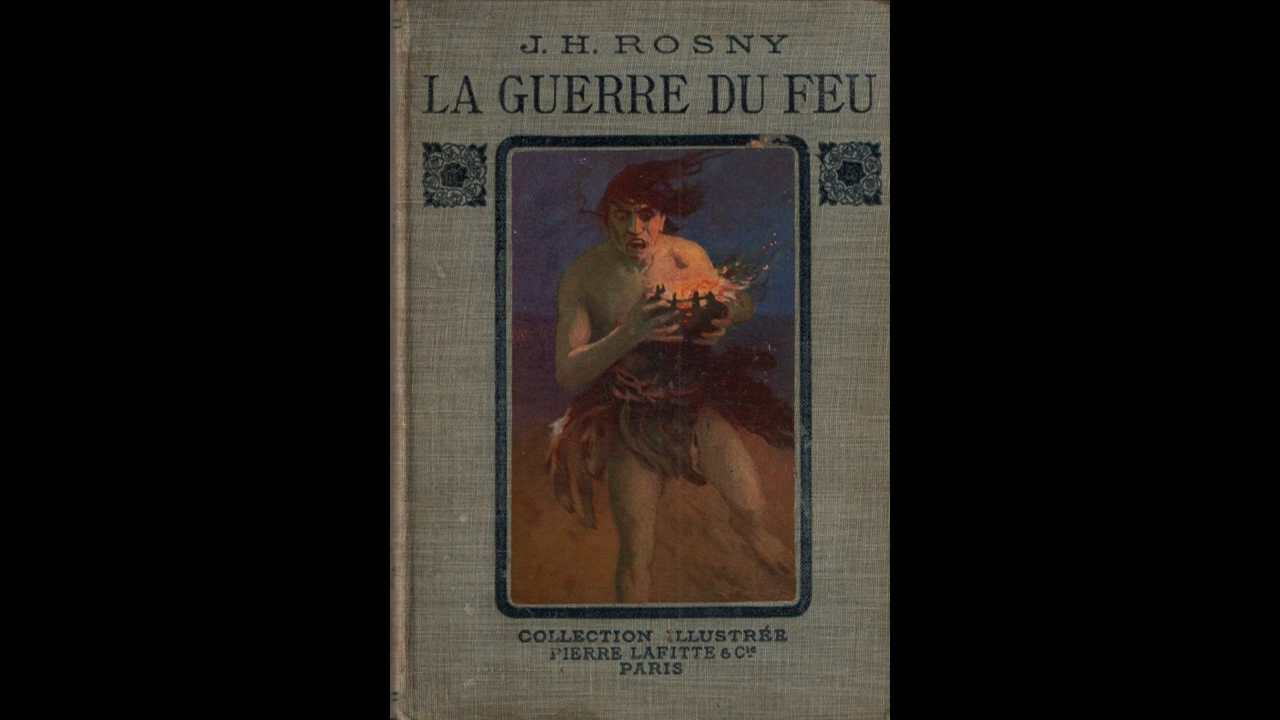 J. H. ROSNY
LA GUERRE DU FEU
COLLECTION ILLUSTRÉE
PIERRE LAFITTE & Cie
PARIS